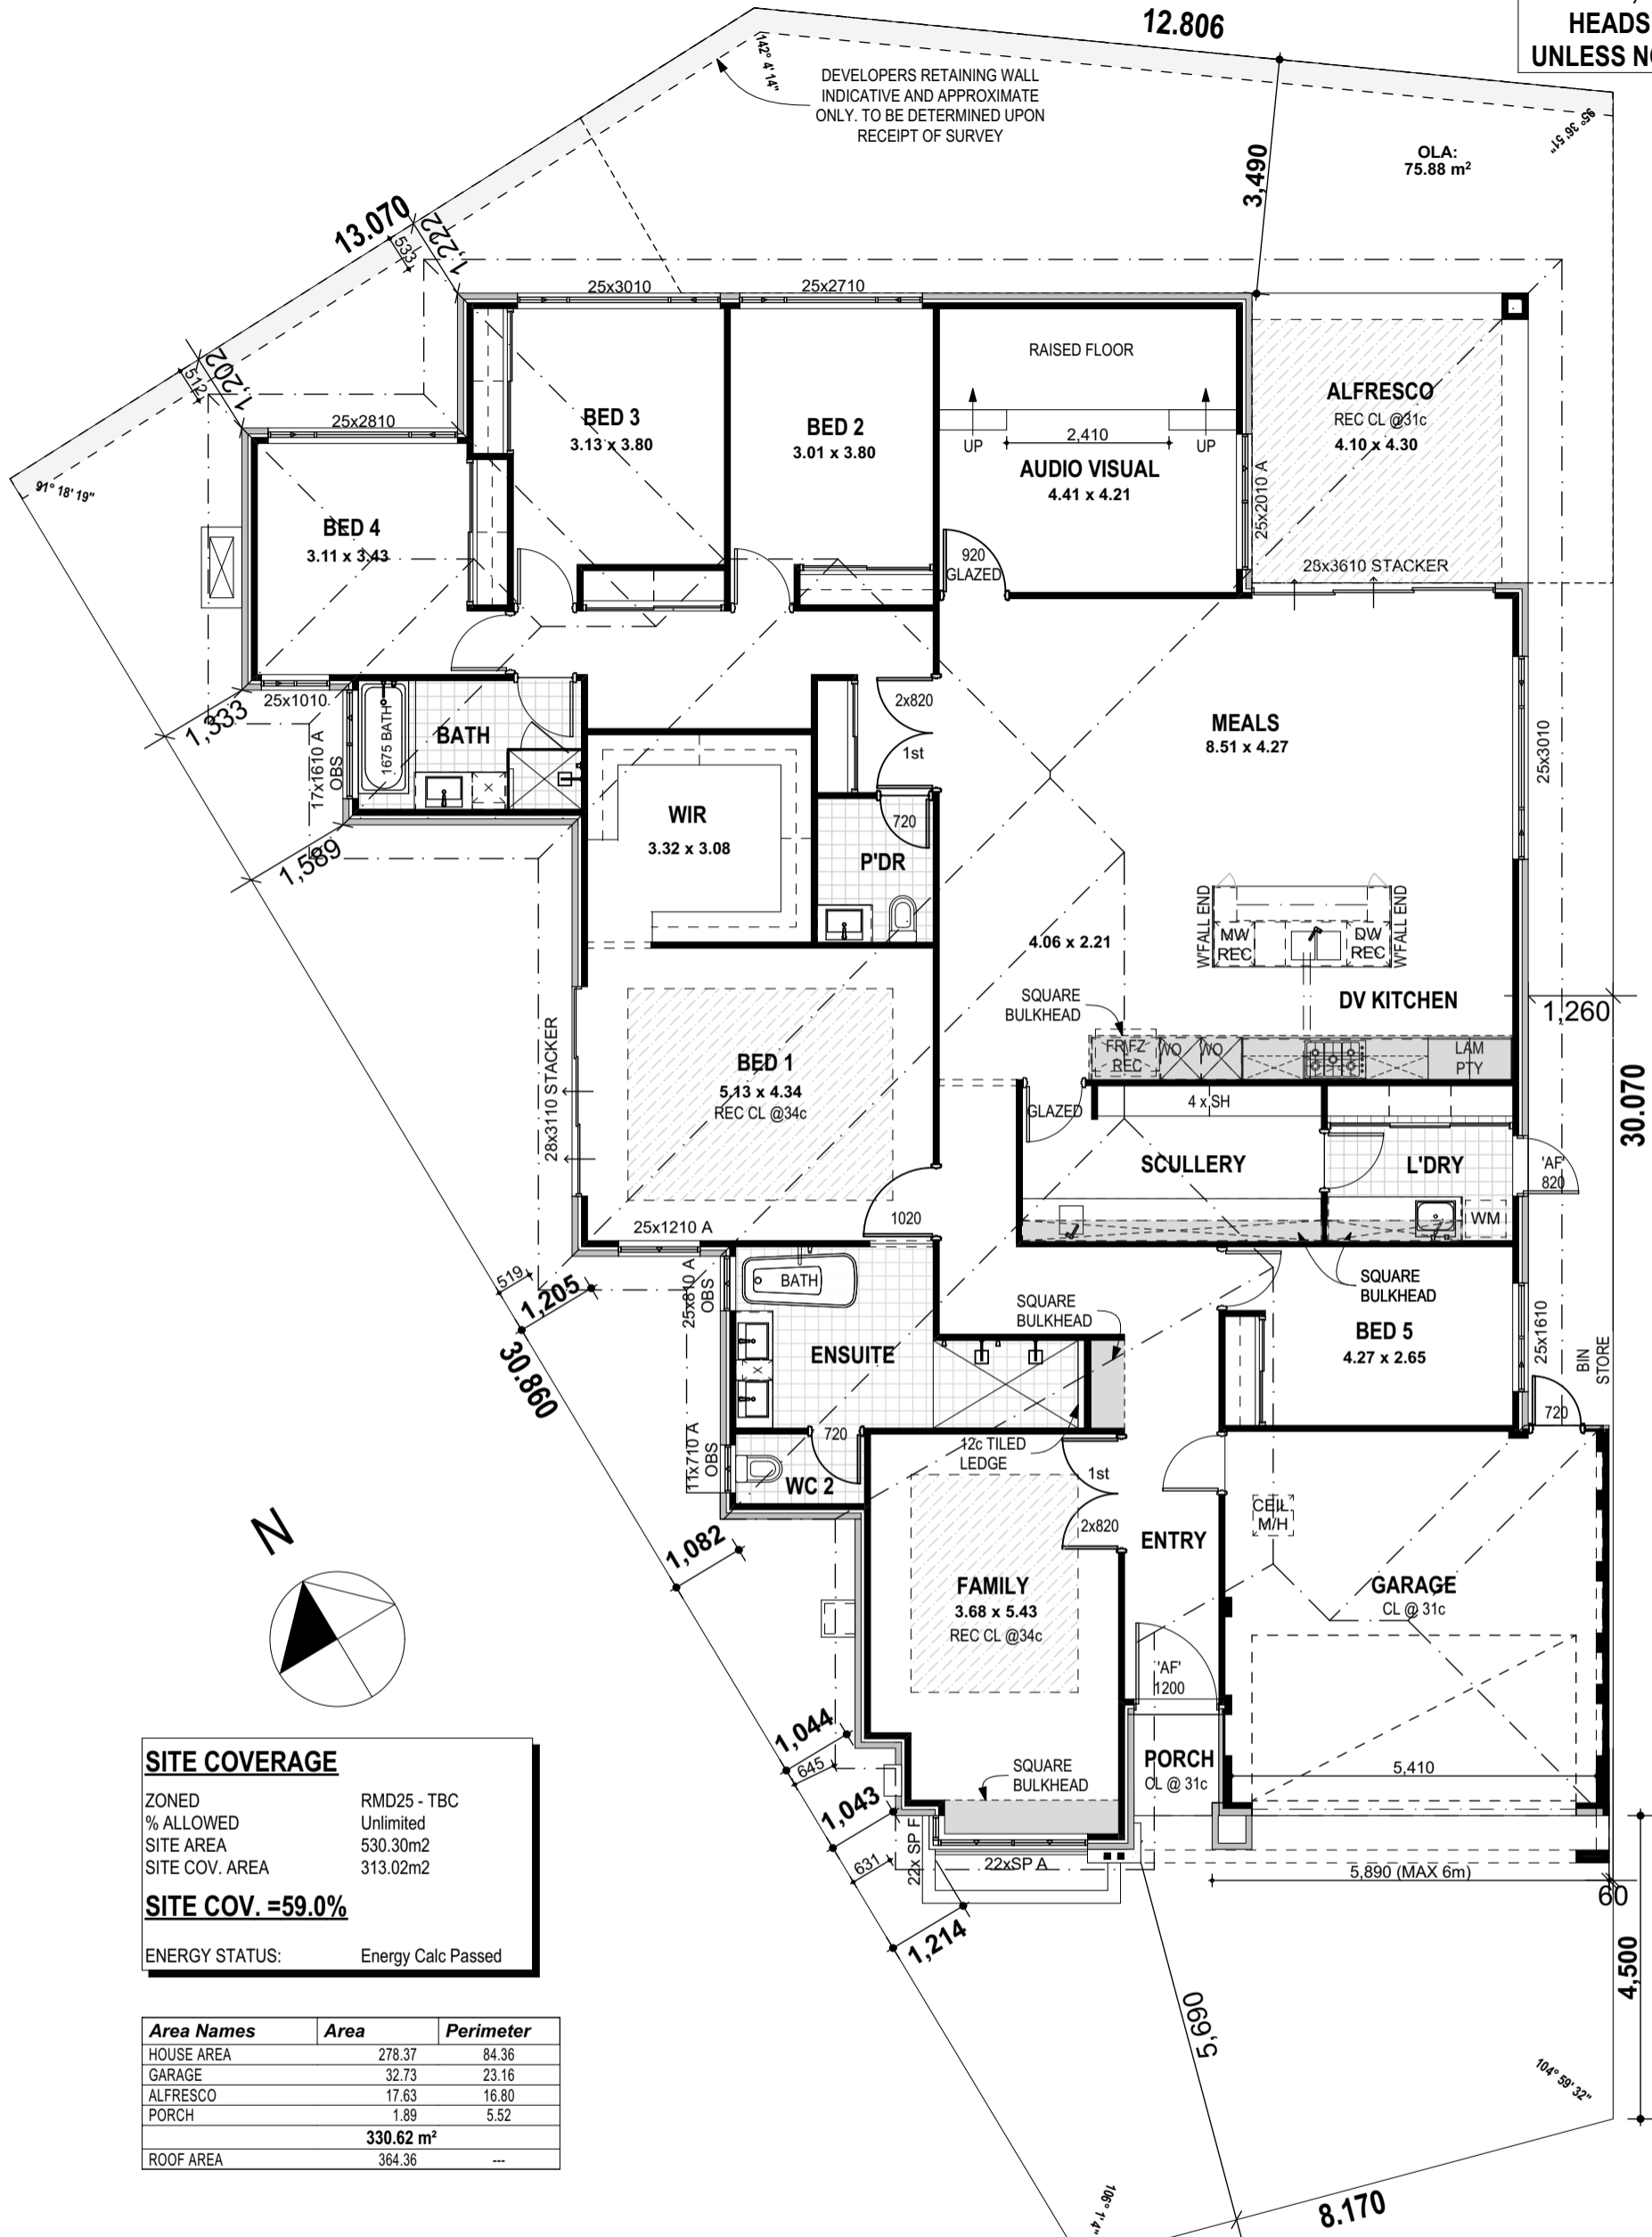 12.806
HEADS
UNLESS NO
142° 4' 14"
DEVELOPERS RETAINING WALL
INDICATIVE AND APPROXIMATE
ONLY. TO BE DETERMINED UPON
RECEIPT OF SURVEY
95° 36' 51"
OLA:
75.88 m²
3,490
13.070
533
1,222
512
1,202
91° 18' 19"
25x3010
25x2710
25x2810
RAISED FLOOR
BED 3
3.13 x 3.80
BED 2
3.01 x 3.80
UP
2,410
UP
AUDIO VISUAL
4.41 x 4.21
ALFRESCO
REC CL @31c
4.10 x 4.30
25x2010 A
BED 4
3.11 x 3.43
920
GLAZED
28x3610 STACKER
1,333
25x1010
17x1610 A
OBS
1675 BATH
BATH
2x820
1st
MEALS
8.51 x 4.27
25x3010
1,589
WIR
3.32 x 3.08
720
P'DR
W'FALL END
MW
REC
DW
REC
W'FALL END
4.06 x 2.21
SQUARE
BULKHEAD
DV KITCHEN
1,260
28x3110 STACKER
BED 1
5.13 x 4.34
REC CL @34c
FR/FZ
REC
WO
WO
LAM
PTY
30.070
GLAZED
4 x SH
SCULLERY
L'DRY
'AF'
820
WM
1020
25x1210 A
519
1,205
25x810 A
OBS
BATH
SQUARE
BULKHEAD
SQUARE
BULKHEAD
30.860
X
ENSUITE
BED 5
4.27 x 2.65
25x1610
BIN
STORE
720
720
11x710 A
OBS
WC 2
12c TILED
LEDGE
1st
2x820
CEIL
M/H
N
1,082
ENTRY
FAMILY
3.68 x 5.43
REC CL @34c
GARAGE
CL @ 31c
'AF'
1200
1,044
645
PORCH
CL @ 31c
SQUARE
BULKHEAD
5,410
1,043
631
22x SP F
22xSP A
5,890 (MAX 6m)
60
1,214
4,500
5,690
104° 59' 32"
106° 1' 4"
8.170
SITE COVERAGE
ZONED RMD25 - TBC
% ALLOWED Unlimited
SITE AREA 530.30m2
SITE COV. AREA 313.02m2
SITE COV. =59.0%
ENERGY STATUS: Energy Calc Passed
Area Names Area Perimeter
HOUSE AREA 278.37 84.36
GARAGE 32.73 23.16
ALFRESCO 17.63 16.80
PORCH 1.89 5.52
330.62 m²
ROOF AREA 364.36 ---